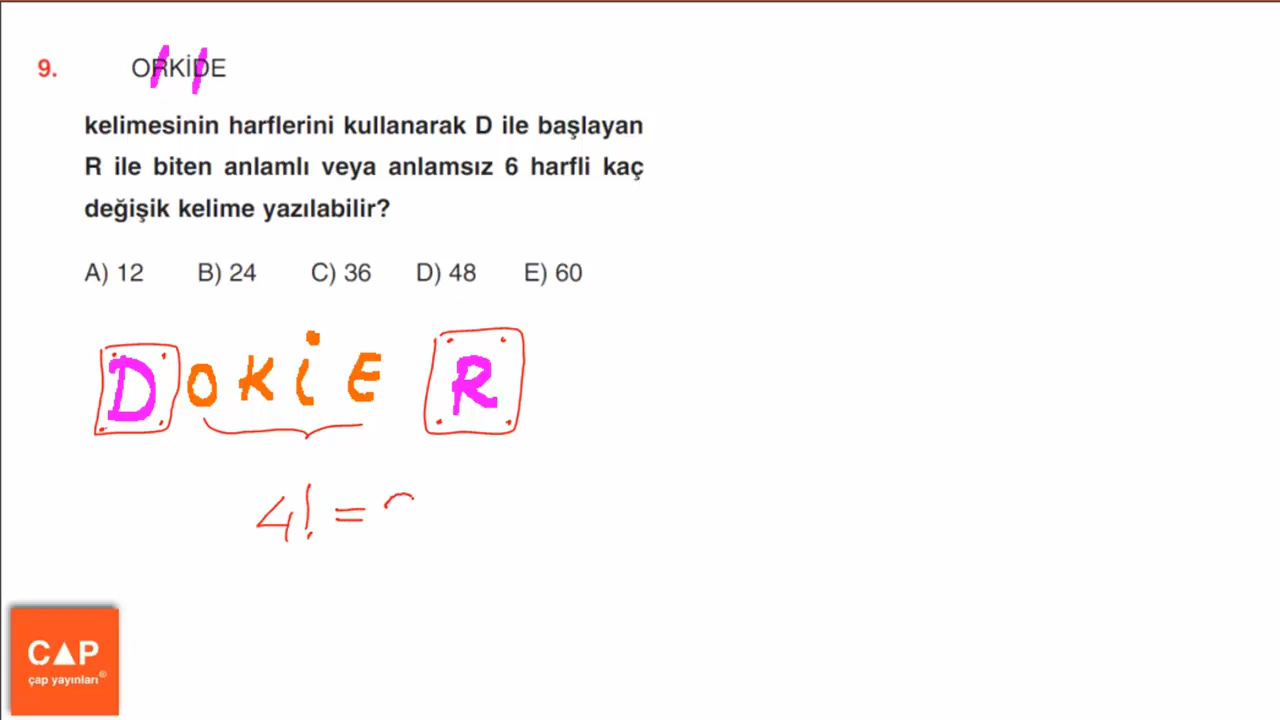 9. ORKİDE
kelimesinin harflerini kullanarak D ile başlayan
R ile biten anlamlı veya anlamsız 6 harfli kaç
değişik kelime yazılabilir?
A) 12 B) 24 C) 36 D) 48 E) 60
D O K İ E R
4! =
CAP
çap yayınları®